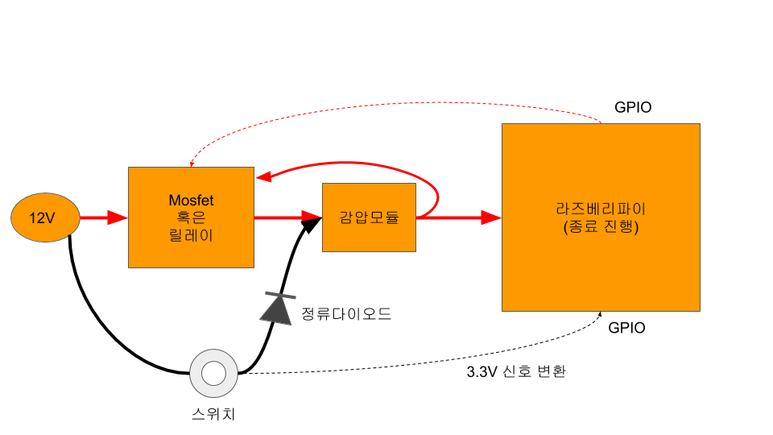 GPIO
Mosfet
혹은
릴레이
12V
감압모듈
라즈베리파이
(종료 진행)
정류다이오드
GPIO
3.3V 신호 변환
스위치